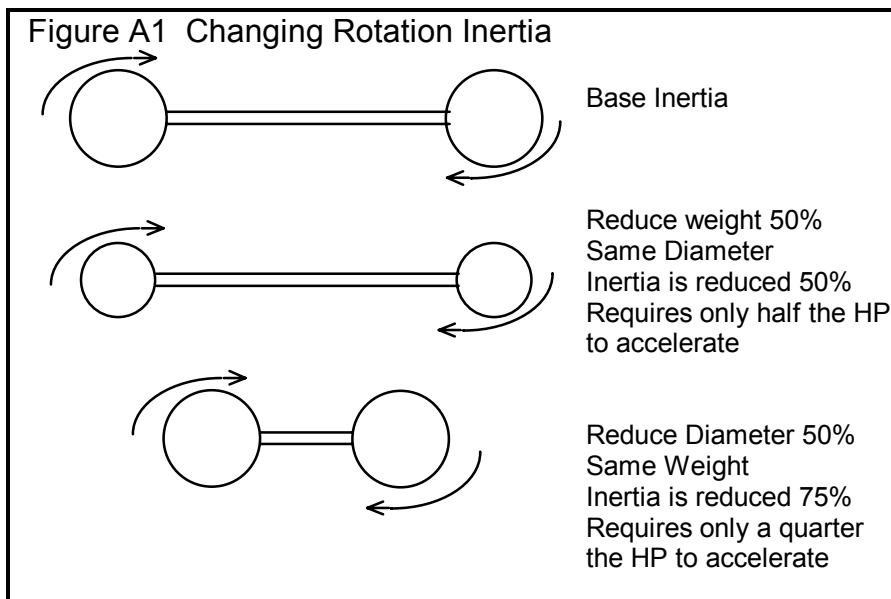 Figure A1  Changing Rotation Inertia
Base Inertia
Reduce weight 50%
Same Diameter
Inertia is reduced 50%
Requires only half the HP
to accelerate
Reduce Diameter 50%
Same Weight
Inertia is reduced 75%
Requires only a quarter
the HP to accelerate